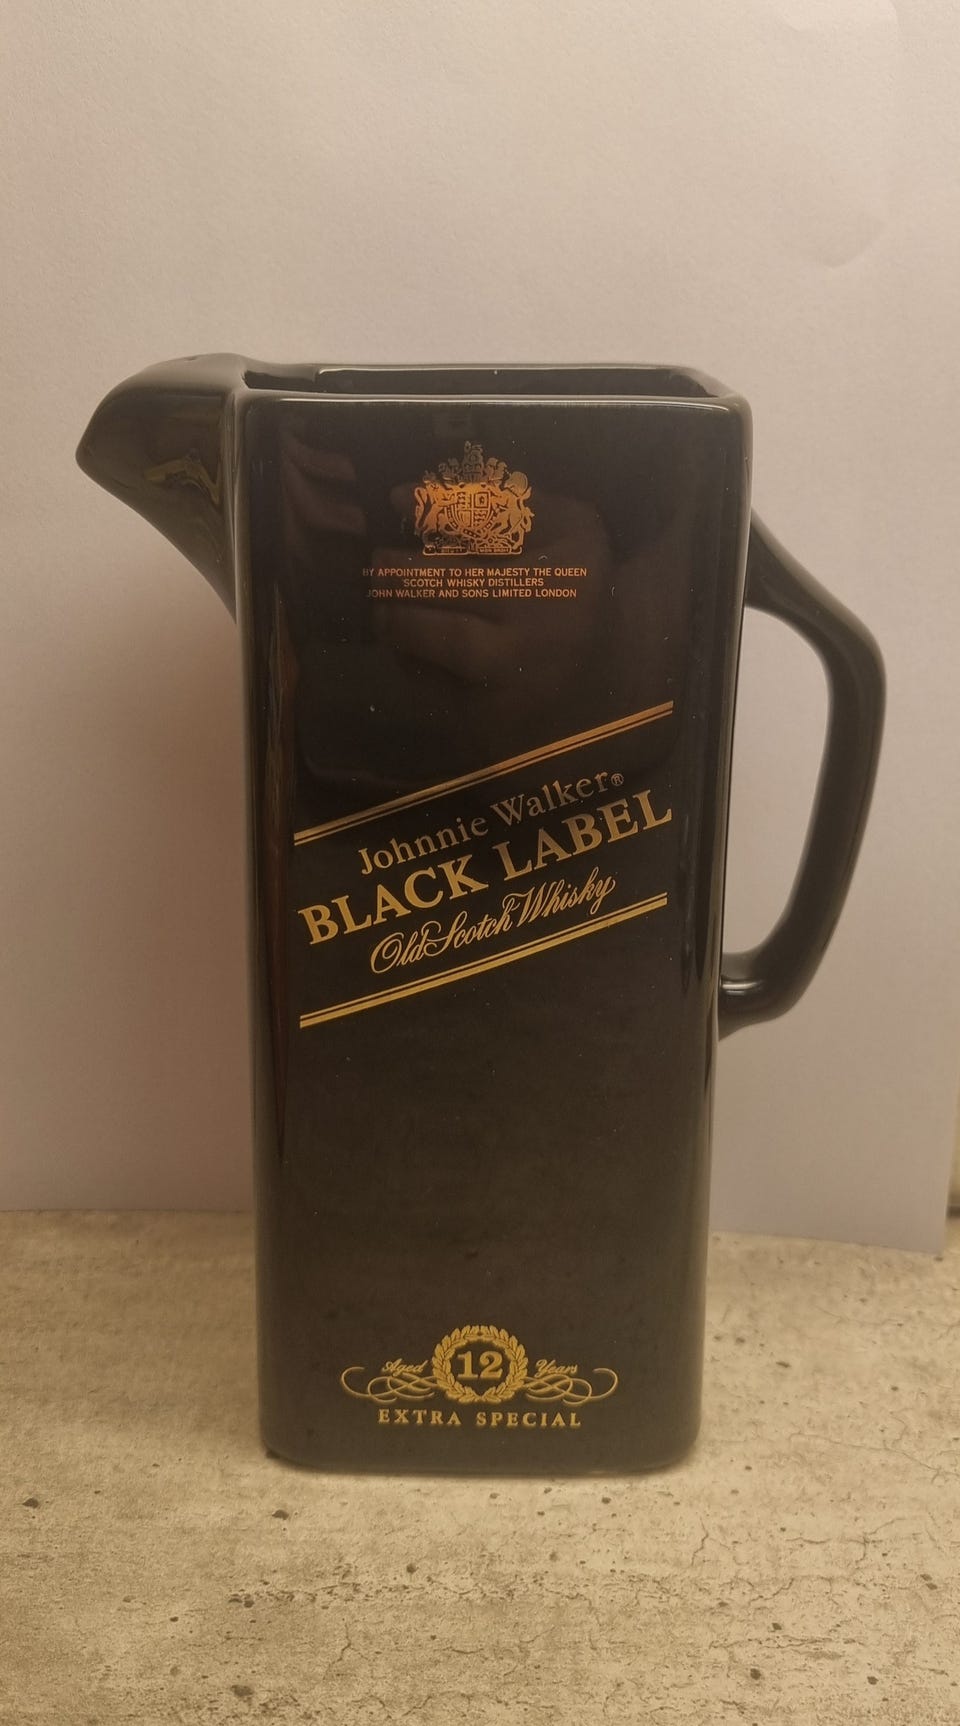 BY APPOINTMENT TO HER MAJESTY THE QUEEN
SCOTCH WHISKY DISTILLERS
JOHN WALKER AND SONS LIMITED LONDON
Johnnie Walker®
BLACK LABEL
Old Scotch Whisky
Aged 12 Years
EXTRA SPECIAL